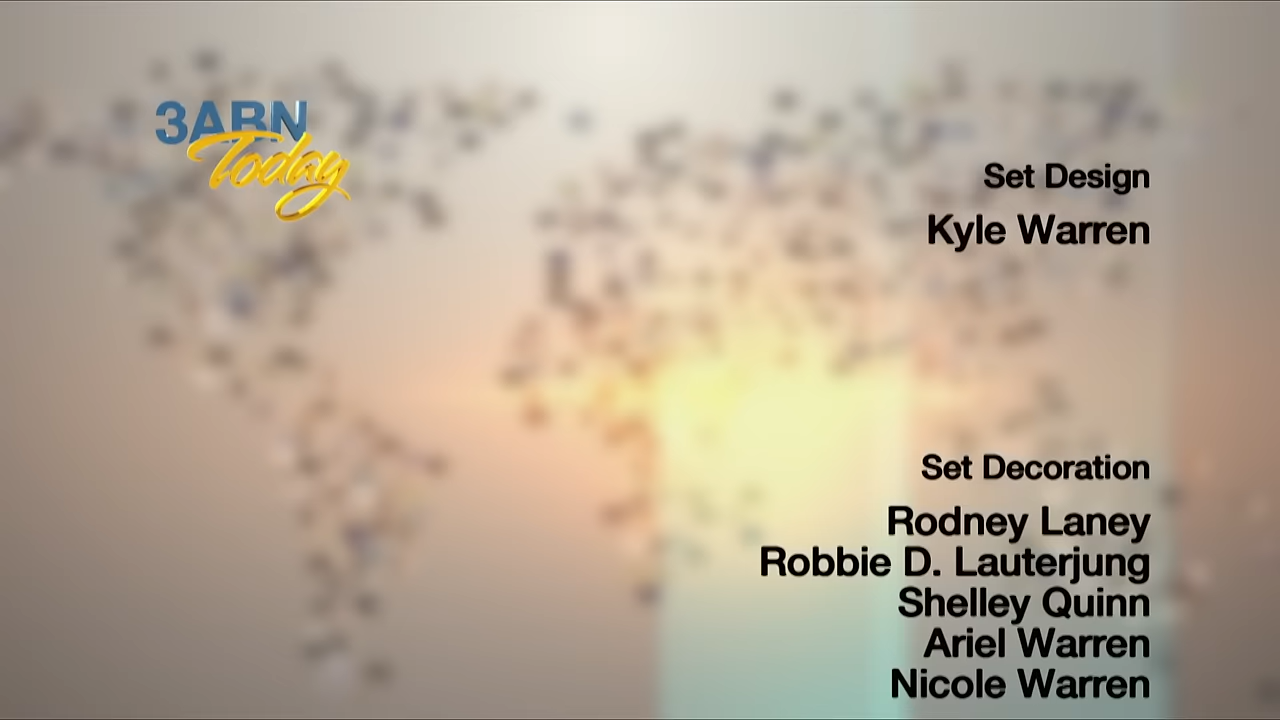 3ABN
Today
Set Design
Kyle Warren
Set Decoration
Rodney Laney
Robbie D. Lauterjung
Shelley Quinn
Ariel Warren
Nicole Warren